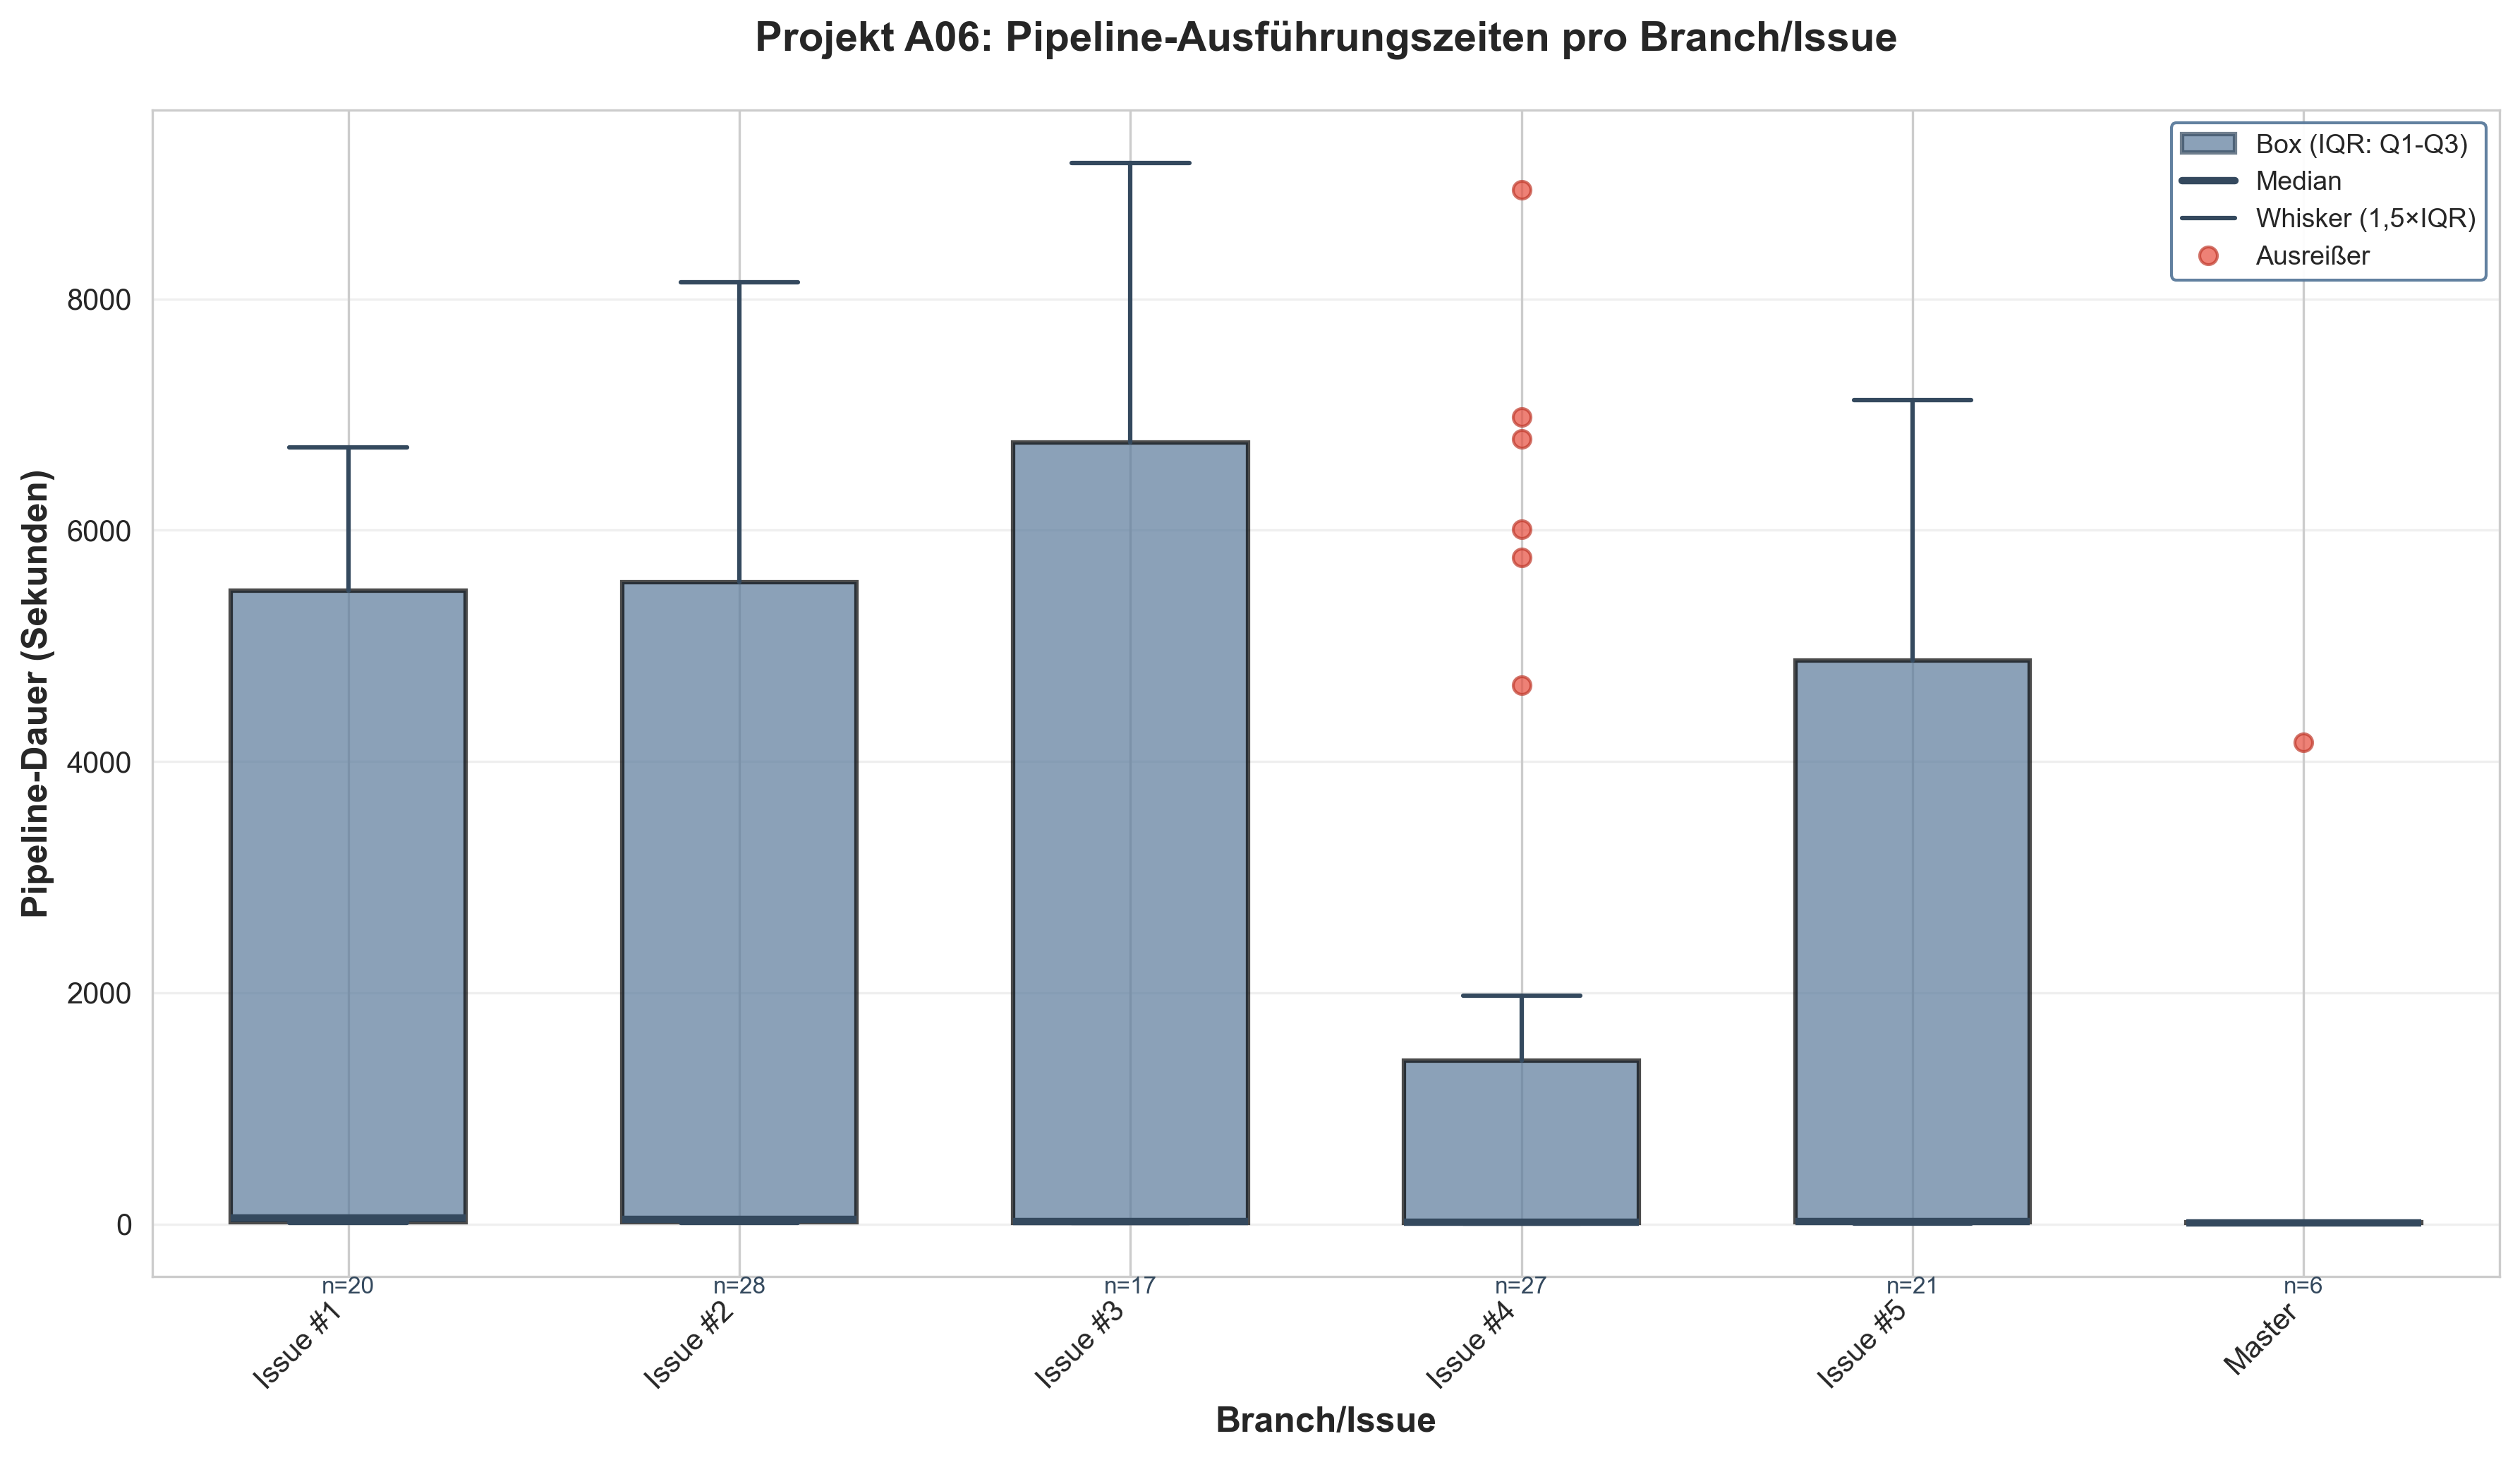 Projekt A06: Pipeline-Ausführungszeiten pro Branch/Issue
Box (IQR: Q1-Q3)
Median
Whisker (1,5×IQR)
Ausreißer
Pipeline-Dauer (Sekunden)
8000
6000
4000
2000
0
n=20 n=28 n=17 n=27 n=21 n=6
Issue #1 Issue #2 Issue #3 Issue #4 Issue #5 Master
Branch/Issue